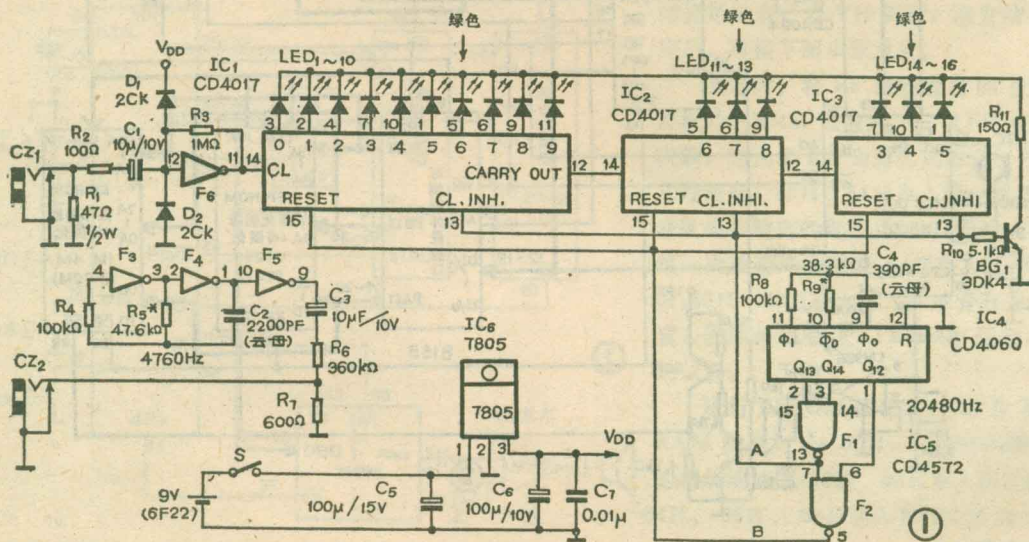 绿色
绿色
绿色
VDD
IC1
CD4017
LED1~10
LED11~13
LED14~16
D1
2CK
R3
1MΩ
IC2
CD4017
IC3
CD4017
R11
150Ω
CZ1
R2
100Ω
C1
10μ/10V
12
F6
11
14
3 2 4 7 10 1 5 6 9 11
0 1 2 3 4 5 6 7 8 9
CL
CARRY OUT
RESET
CL.INH.
15
13
12
14
5 6 9
6 7 8
RESET
CL.INHI.
15
13
12
14
7 10 1
3 4 5
RESET
CLJNHI
15
13
R1
47Ω
1/2W
D2
2CK
R10 5.1kΩ
BG1
3DK4
4
F3
3
2
F4
1
10
F5
9
R4
100kΩ
R5*
47.6kΩ
C2
2200PF
(云母)
4760Hz
C3
10μF/10V
R6
360kΩ
R7
600Ω
CZ2
R8
100kΩ
38.3kΩ
R9*
C4
390PF
(云母)
11
10
9
12
Φ1
Φ0
Φ0
R
IC4
CD4060
Q13
Q14
Q12
2
3
1
20480Hz
15
14
F1
A
13
7
6
F2
B
5
IC5
CD4572
IC6
7805
7805
1
2
3
VDD
S
9V
(6F22)
C5
100μ/15V
C6
100μ/10V
C7
0.01μ
①